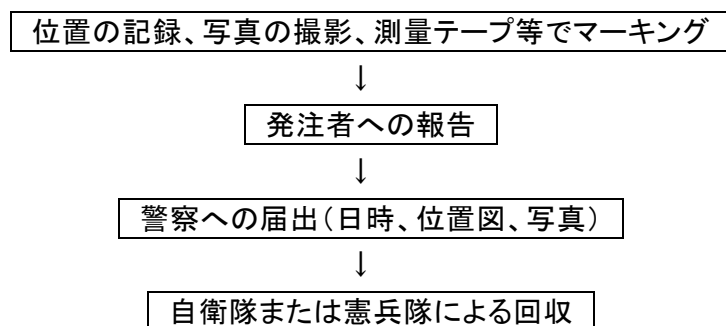 位置の記録、写真の撮影、測量テープ等でマーキング
↓
発注者への報告
↓
警察への届出（日時、位置図、写真）
↓
自衛隊または憲兵隊による回収